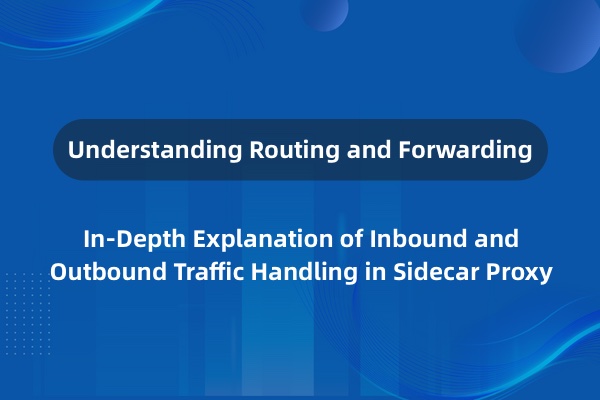 Understanding Routing and Forwarding
In-Depth Explanation of Inbound and
Outbound Traffic Handling in Sidecar Proxy